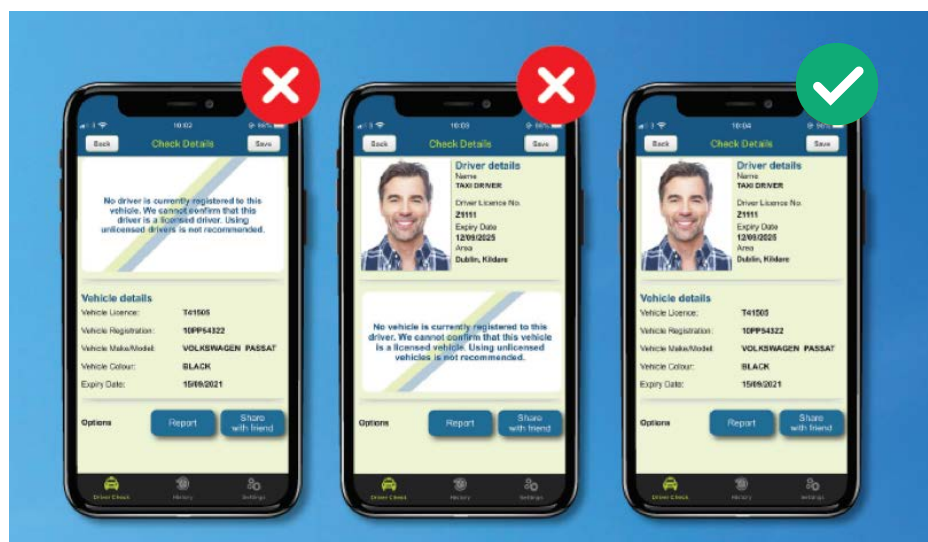 10:02
Back Check Details Save
No driver is currently registered to this
vehicle. We cannot confirm that this
driver is a licensed driver. Using
unlicensed drivers is not recommended.
Vehicle details
Vehicle Licence: T41505
Vehicle Registration: 10PP54322
Vehicle Make/Model: VOLKSWAGEN PASSAT
Vehicle Colour: BLACK
Expiry Date: 15/09/2021
Options Report Share
with friend
Driver Check History Settings
10:03
Back Check Details Save
Driver details
Name
TAXI DRIVER
Driver Licence No.
Z1111
Expiry Date
12/09/2025
Area
Dublin, Kildare
No vehicle is currently registered to this
driver. We cannot confirm that this vehicle
is a licensed vehicle. Using unlicensed
vehicles is not recommended.
Options Report Share
with friend
Driver Check History Settings
10:04
Back Check Details Save
Driver details
Name
TAXI DRIVER
Driver Licence No.
Z1111
Expiry Date
12/09/2025
Area
Dublin, Kildare
Vehicle details
Vehicle Licence: T41505
Vehicle Registration: 10PP54322
Vehicle Make/Model: VOLKSWAGEN PASSAT
Vehicle Colour: BLACK
Expiry Date: 15/09/2021
Options Report Share
with friend
Driver Check History Settings